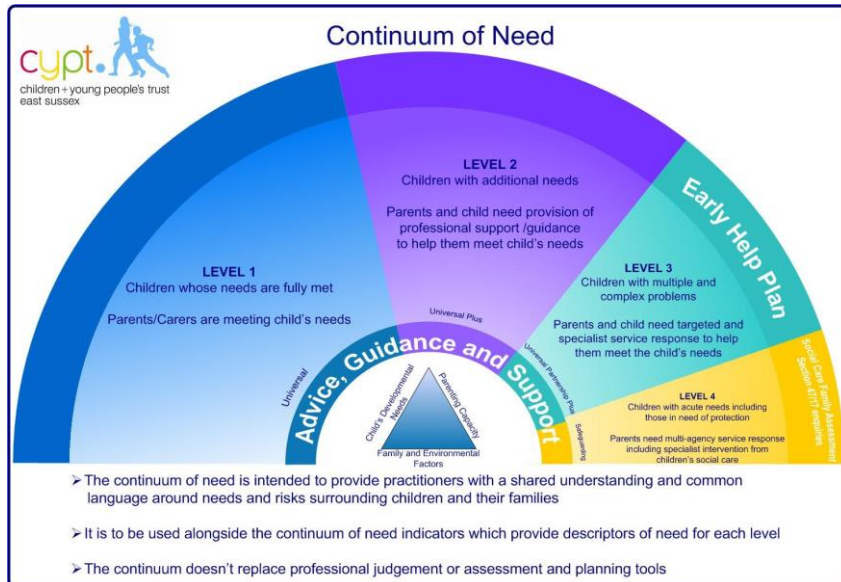 Continuum of Need
cypt.
children + young people's trust
east sussex
LEVEL 1
Children whose needs are fully met
Parents/Carers are meeting child's needs
LEVEL 2
Children with additional needs
Parents and child need provision of
professional support /guidance
to help them meet child's needs
LEVEL 3
Children with multiple and
complex problems
Parents and child need targeted and
specialist service response to help
them meet the child's needs
LEVEL 4
Children with acute needs including
those in need of protection
Parents need multi-agency service response
including specialist intervention from
children's social care
Early Help Plan
Social Care Family Assessment
Section 47/17 enquiries
Universal
Universal Plus
Universal Partnership Plus
Safeguarding
Advice, Guidance and Support
Child's Developmental
Needs
Parenting Capacity
Family and Environmental
Factors
➢ The continuum of need is intended to provide practitioners with a shared understanding and common
language around needs and risks surrounding children and their families
➢ It is to be used alongside the continuum of need indicators which provide descriptors of need for each level
➢ The continuum doesn't replace professional judgement or assessment and planning tools